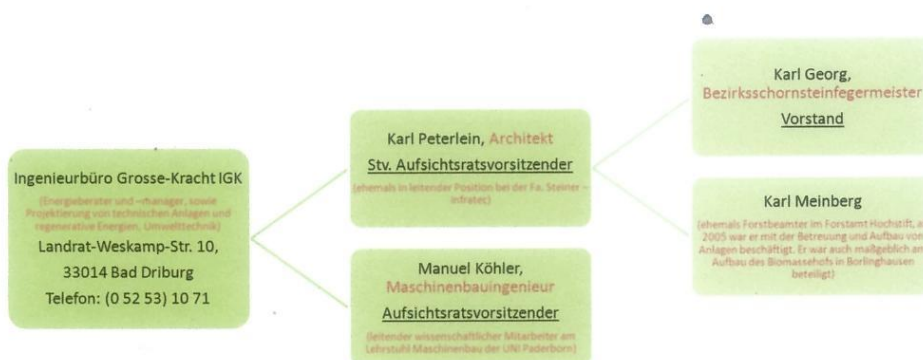 Ingenieurbüro Grosse-Kracht IGK
(Energieberater und –manager, sowie
Projektierung von technischen Anlagen und
regenerative Energien, Umwelttechnik)
Landrat-Weskamp-Str. 10,
33014 Bad Driburg
Telefon: (0 52 53) 10 71
Karl Peterlein, Architekt
Stv. Aufsichtsratsvorsitzender
(ehemals in leitender Position bei der Fa. Steiner –
infratec)
Manuel Köhler,
Maschinenbauingenieur
Aufsichtsratsvorsitzender
(leitender wissenschaftlicher Mitarbeiter am
Lehrstuhl Maschinenbau der UNI Paderborn)
Karl Georg,
Bezirksschornsteinfegermeister
Vorstand
Karl Meinberg
(ehemals Forstbeamter im Forstamt Hochstift, a
2005 war er mit der Betreuung und Aufbau von
Anlagen beschäftigt. Er war auch maßgeblich am
Aufbau des Biomassehofs in Borlinghausen
beteiligt)